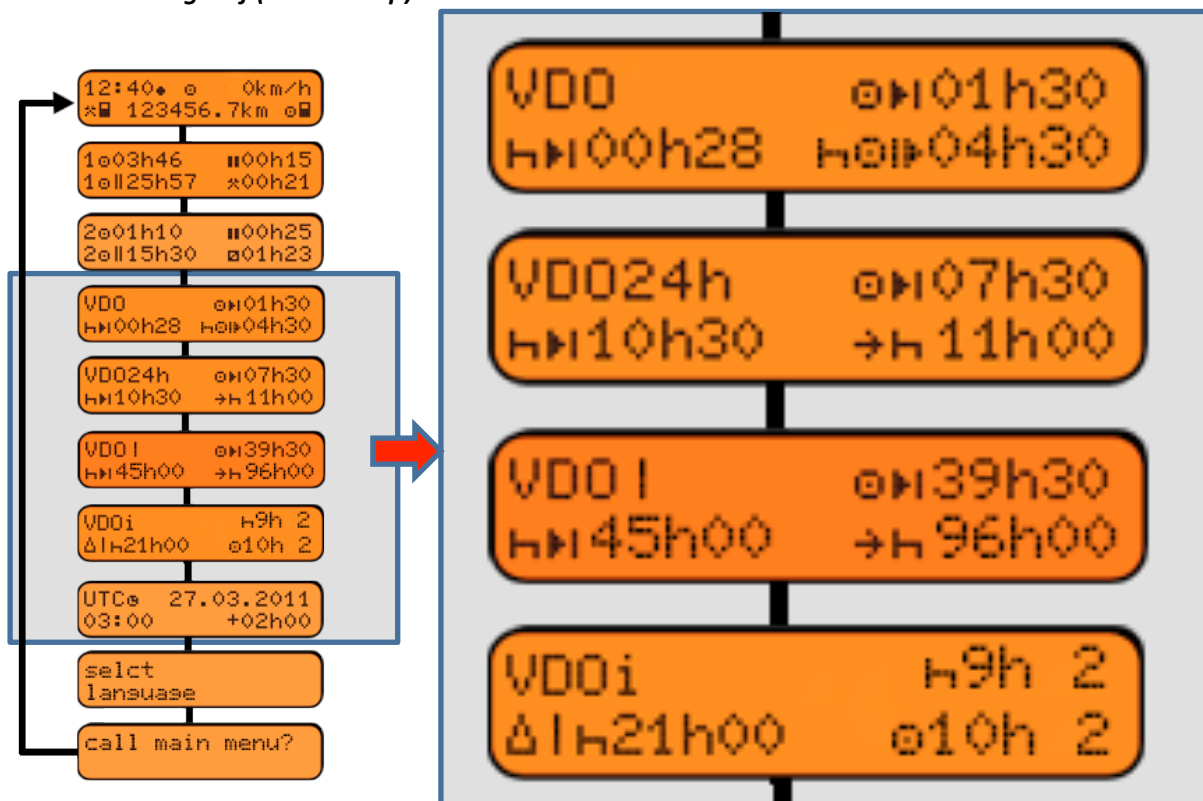 12:40 0km/h
123456.7km
1 03h46 00h15
1 25h57 00h21
2 01h10 00h25
2 15h30 01h23
VDO 01h30
00h28 04h30
VDO24h 07h30
10h30 → 11h00
VDO I 39h30
45h00 → 96h00
VDOi 9h 2
Δ I 21h00 10h 2
UTC 27.03.2011
03:00 +02h00
selct
language
call main menu?
VDO 01h30
00h28 04h30
VDO24h 07h30
10h30 → 11h00
VDO I 39h30
45h00 → 96h00
VDOi 9h 2
Δ I 21h00 10h 2